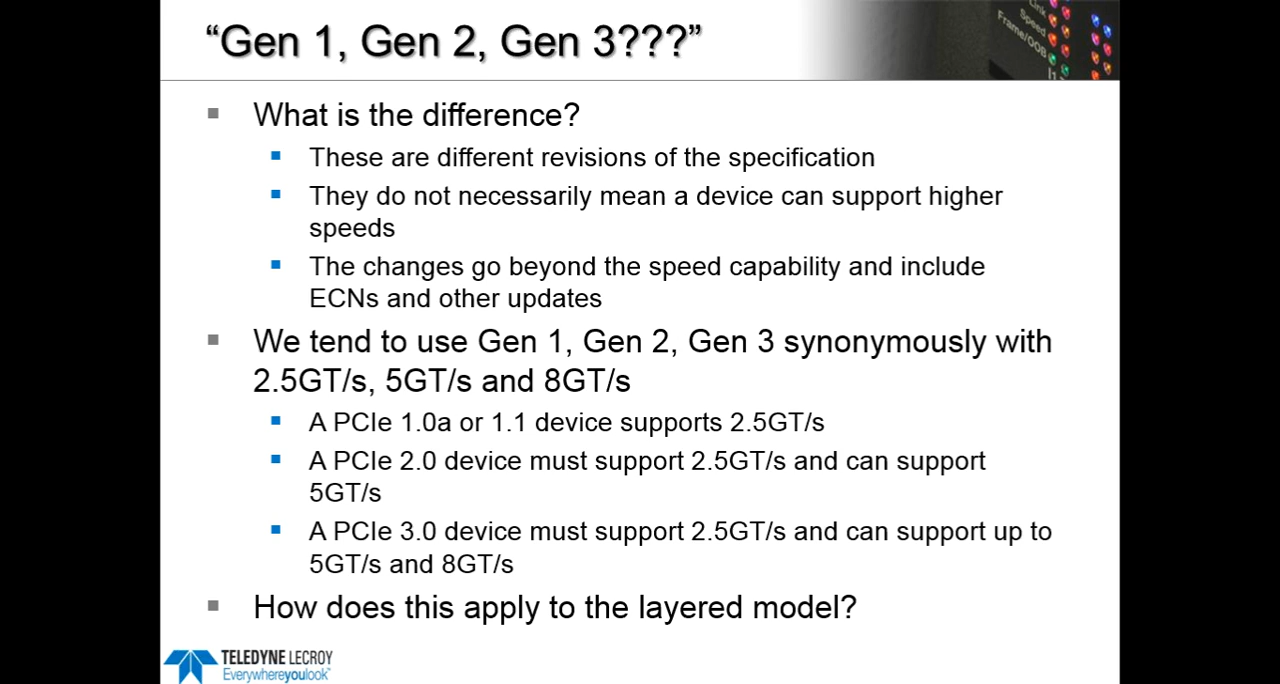 “Gen 1, Gen 2, Gen 3???”
Link
Speed
Frame/OOB
What is the difference?
These are different revisions of the specification
They do not necessarily mean a device can support higher
speeds
The changes go beyond the speed capability and include
ECNs and other updates
We tend to use Gen 1, Gen 2, Gen 3 synonymously with
2.5GT/s, 5GT/s and 8GT/s
A PCIe 1.0a or 1.1 device supports 2.5GT/s
A PCIe 2.0 device must support 2.5GT/s and can support
5GT/s
A PCIe 3.0 device must support 2.5GT/s and can support up to
5GT/s and 8GT/s
How does this apply to the layered model?
TELEDYNE LECROY
Everywhereyoulook™